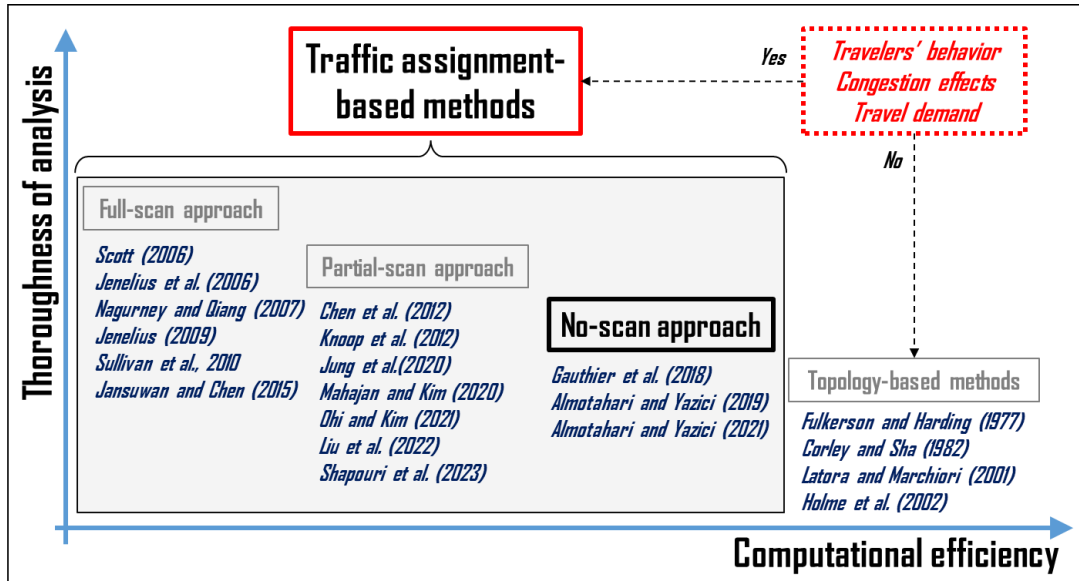 Thoroughness of analysis
Traffic assignment-
based methods
Yes
Travelers' behavior
Congestion effects
Travel demand
No
Full-scan approach
Scott (2006)
Jenelius et al. (2006)
Nagurney and Qiang (2007)
Jenelius (2009)
Sullivan et al., 2010
Jansuwan and Chen (2015)
Partial-scan approach
Chen et al. (2012)
Knoop et al. (2012)
Jung et al.(2020)
Mahajan and Kim (2020)
Ohi and Kim (2021)
Liu et al. (2022)
Shapouri et al. (2023)
No-scan approach
Gauthier et al. (2018)
Almotahari and Yazici (2019)
Almotahari and Yazici (2021)
Topology-based methods
Fulkerson and Harding (1977)
Corley and Sha (1982)
Latora and Marchiori (2001)
Holme et al. (2002)
Computational efficiency